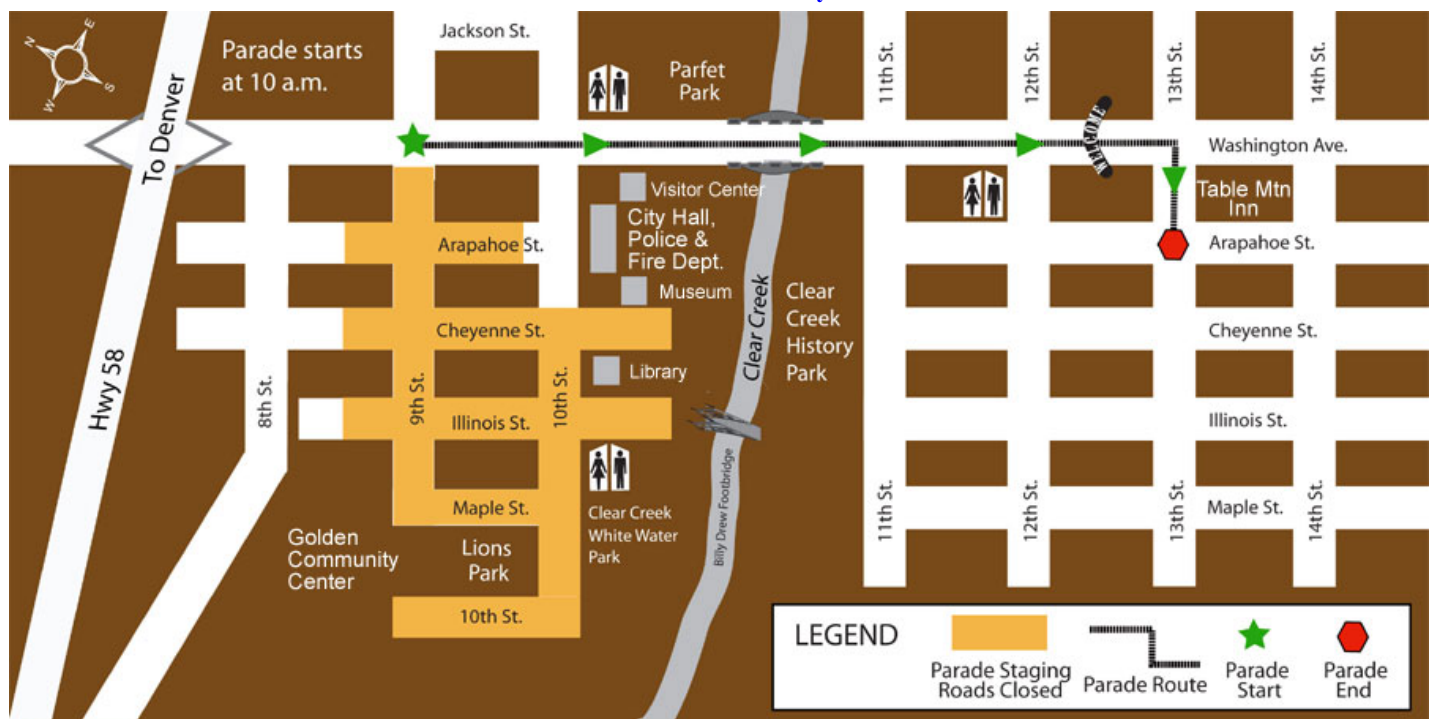 N
E
S
W
Parade starts
at 10 a.m.
Jackson St.
Parfet
Park
11th St.
12th St.
13th St.
14th St.
To Denver
WELCOME
Washington Ave.
Visitor Center
Table Mtn
Inn
City Hall,
Police &
Fire Dept.
Arapahoe St.
Arapahoe St.
Museum
Clear
Creek
History
Park
Clear Creek
Cheyenne St.
Cheyenne St.
Library
Hwy 58
8th St.
9th St.
10th St.
Illinois St.
Illinois St.
Billy Drew Footbridge
Maple St.
Maple St.
Clear Creek
White Water
Park
11th St.
12th St.
13th St.
14th St.
Golden
Community
Center
Lions
Park
10th St.
LEGEND
Parade Staging
Roads Closed
Parade Route
Parade
Start
Parade
End